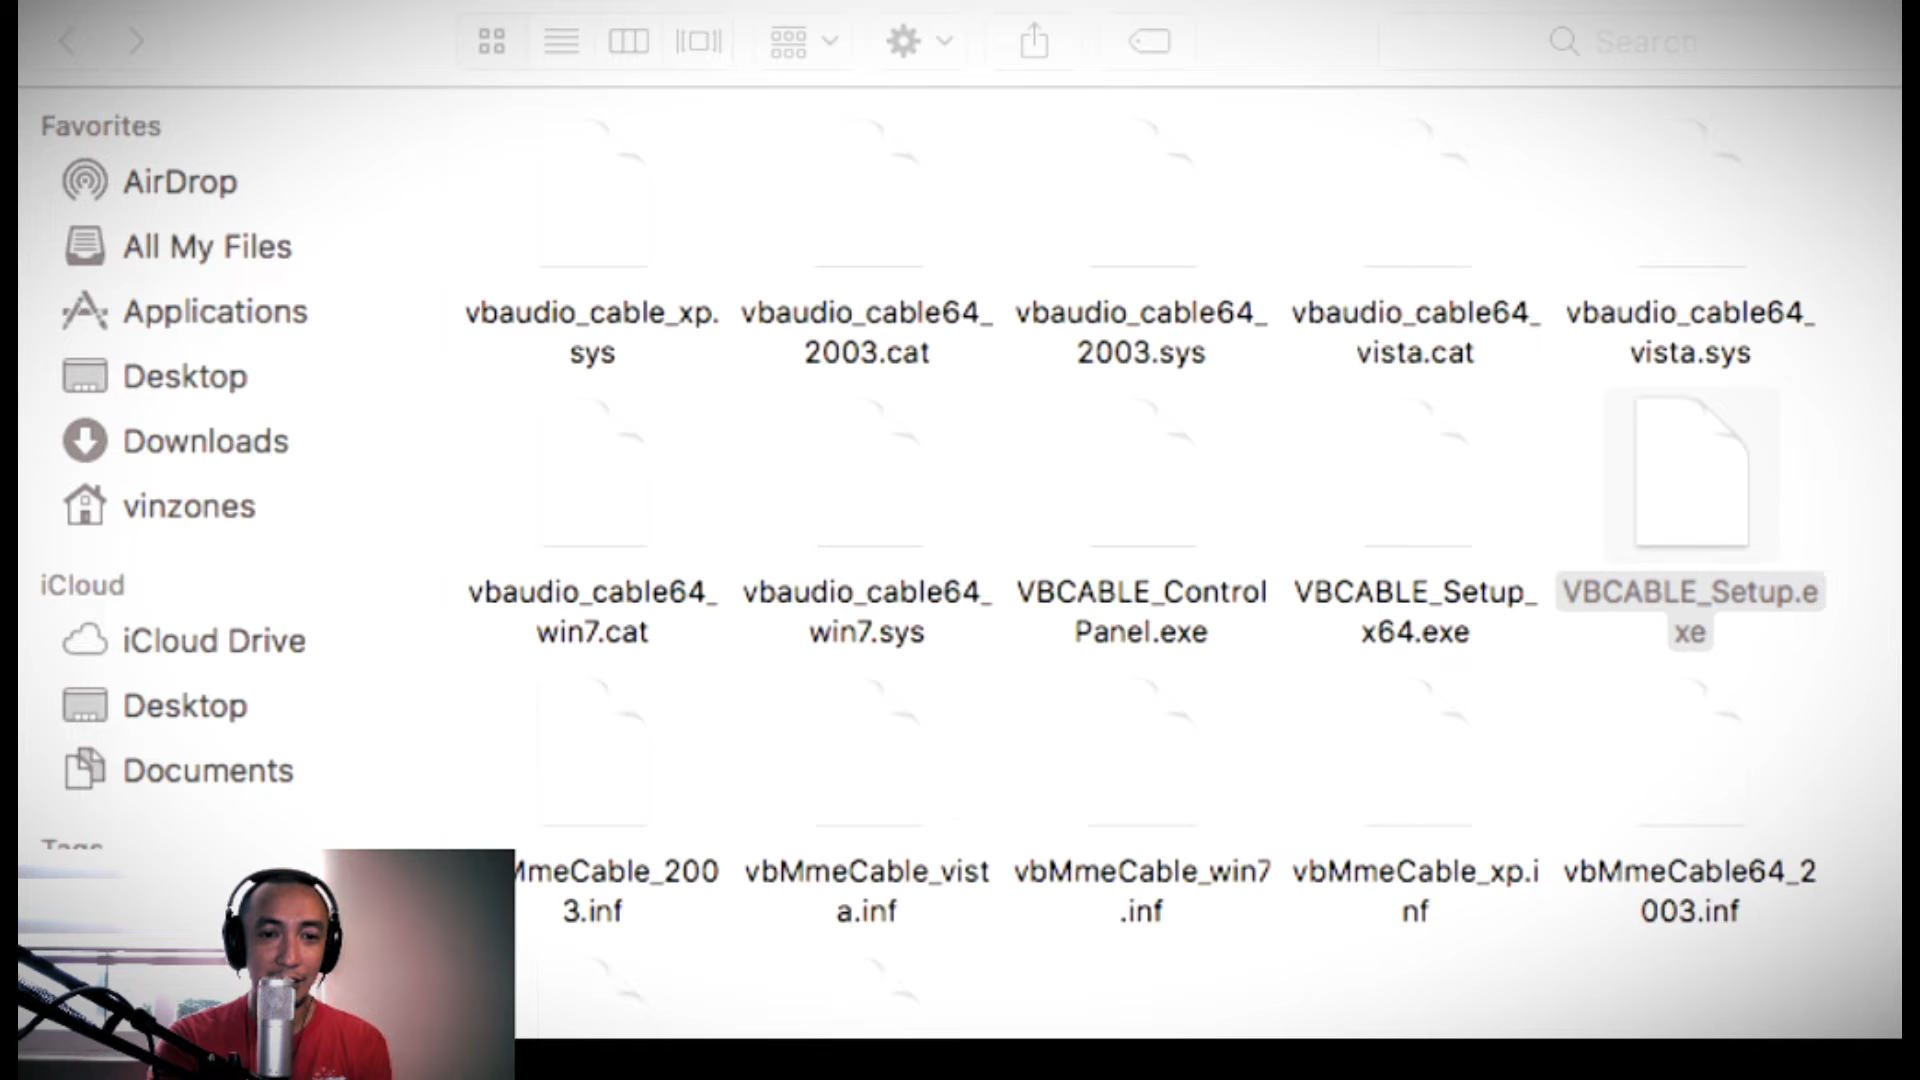 Search
Favorites
AirDrop
All My Files
Applications
Desktop
Downloads
vinzones
iCloud
iCloud Drive
Desktop
Documents
Tags
vbaudio_cable_xp.
sys
vbaudio_cable64_
2003.cat
vbaudio_cable64_
2003.sys
vbaudio_cable64_
vista.cat
vbaudio_cable64_
vista.sys
vbaudio_cable64_
win7.cat
vbaudio_cable64_
win7.sys
VBCABLE_Control
Panel.exe
VBCABLE_Setup_
x64.exe
VBCABLE_Setup.e
xe
MmeCable_200
3.inf
vbMmeCable_vist
a.inf
vbMmeCable_win7
.inf
vbMmeCable_xp.i
nf
vbMmeCable64_2
003.inf